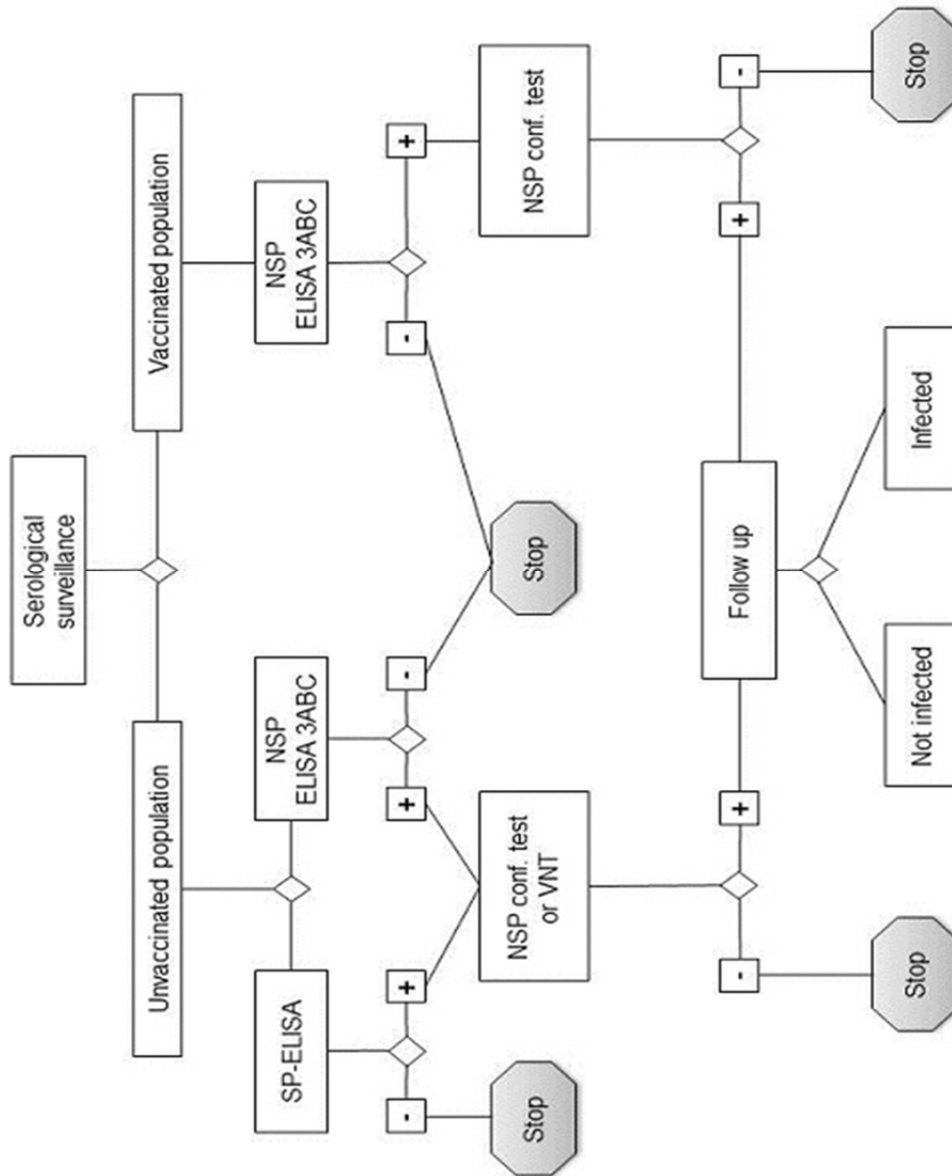 Serological
surveillance
Unvaccinated population
Vaccinated population
SP-ELISA
NSP
ELISA 3ABC
NSP
ELISA 3ABC
-
+
+
-
-
+
Stop
NSP conf. test
or VNT
Stop
NSP conf. test
-
+
Follow up
+
-
Stop
Not infected
Infected
Stop